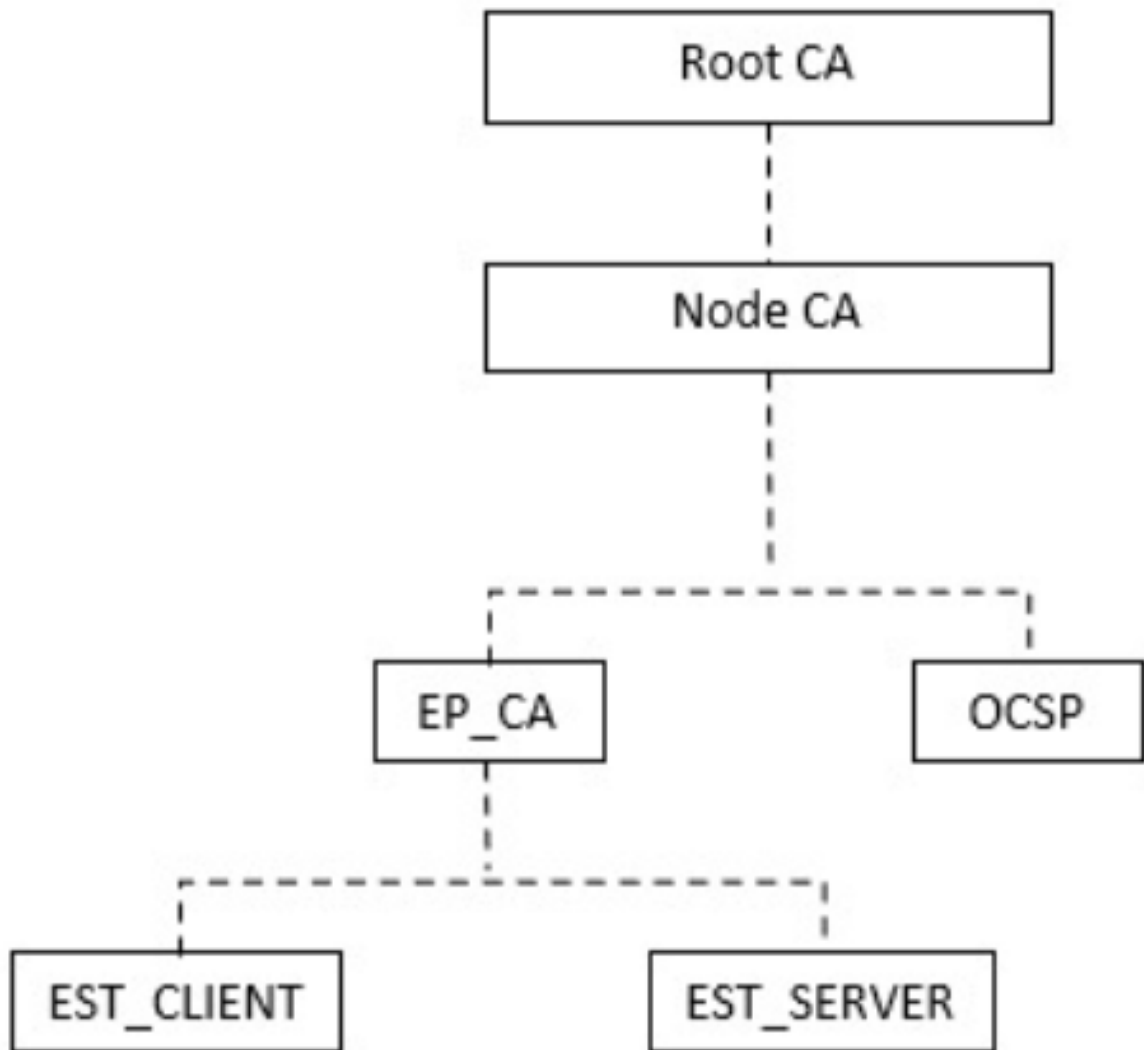 Root CA
Node CA
EP_CA
OCSP
EST_CLIENT
EST_SERVER